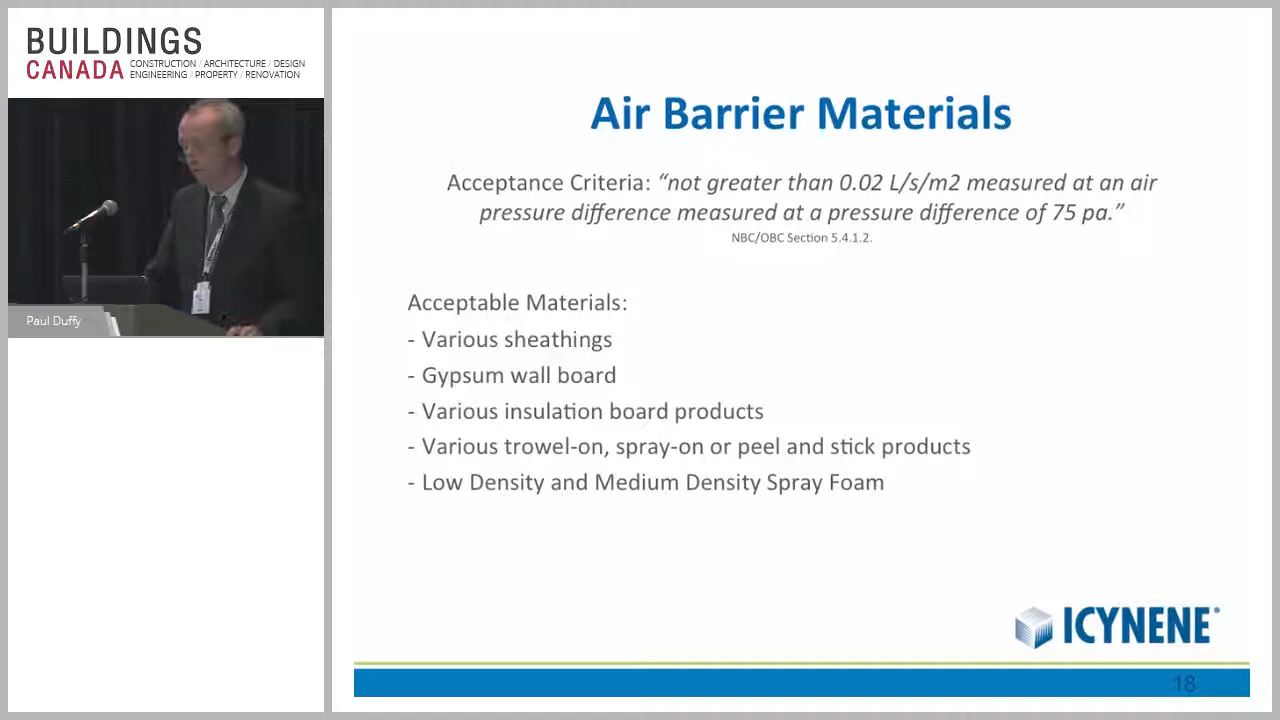 BUILDINGS
CANADA CONSTRUCTION / ARCHITECTURE / DESIGN
ENGINEERING / PROPERTY / RENOVATION
Paul Duffy
Air Barrier Materials
Acceptance Criteria: “not greater than 0.02 L/s/m2 measured at an air
pressure difference measured at a pressure difference of 75 pa.”
NBC/OBC Section 5.4.1.2.
Acceptable Materials:
- Various sheathings
- Gypsum wall board
- Various insulation board products
- Various trowel-on, spray-on or peel and stick products
- Low Density and Medium Density Spray Foam
ICYNENE®
18